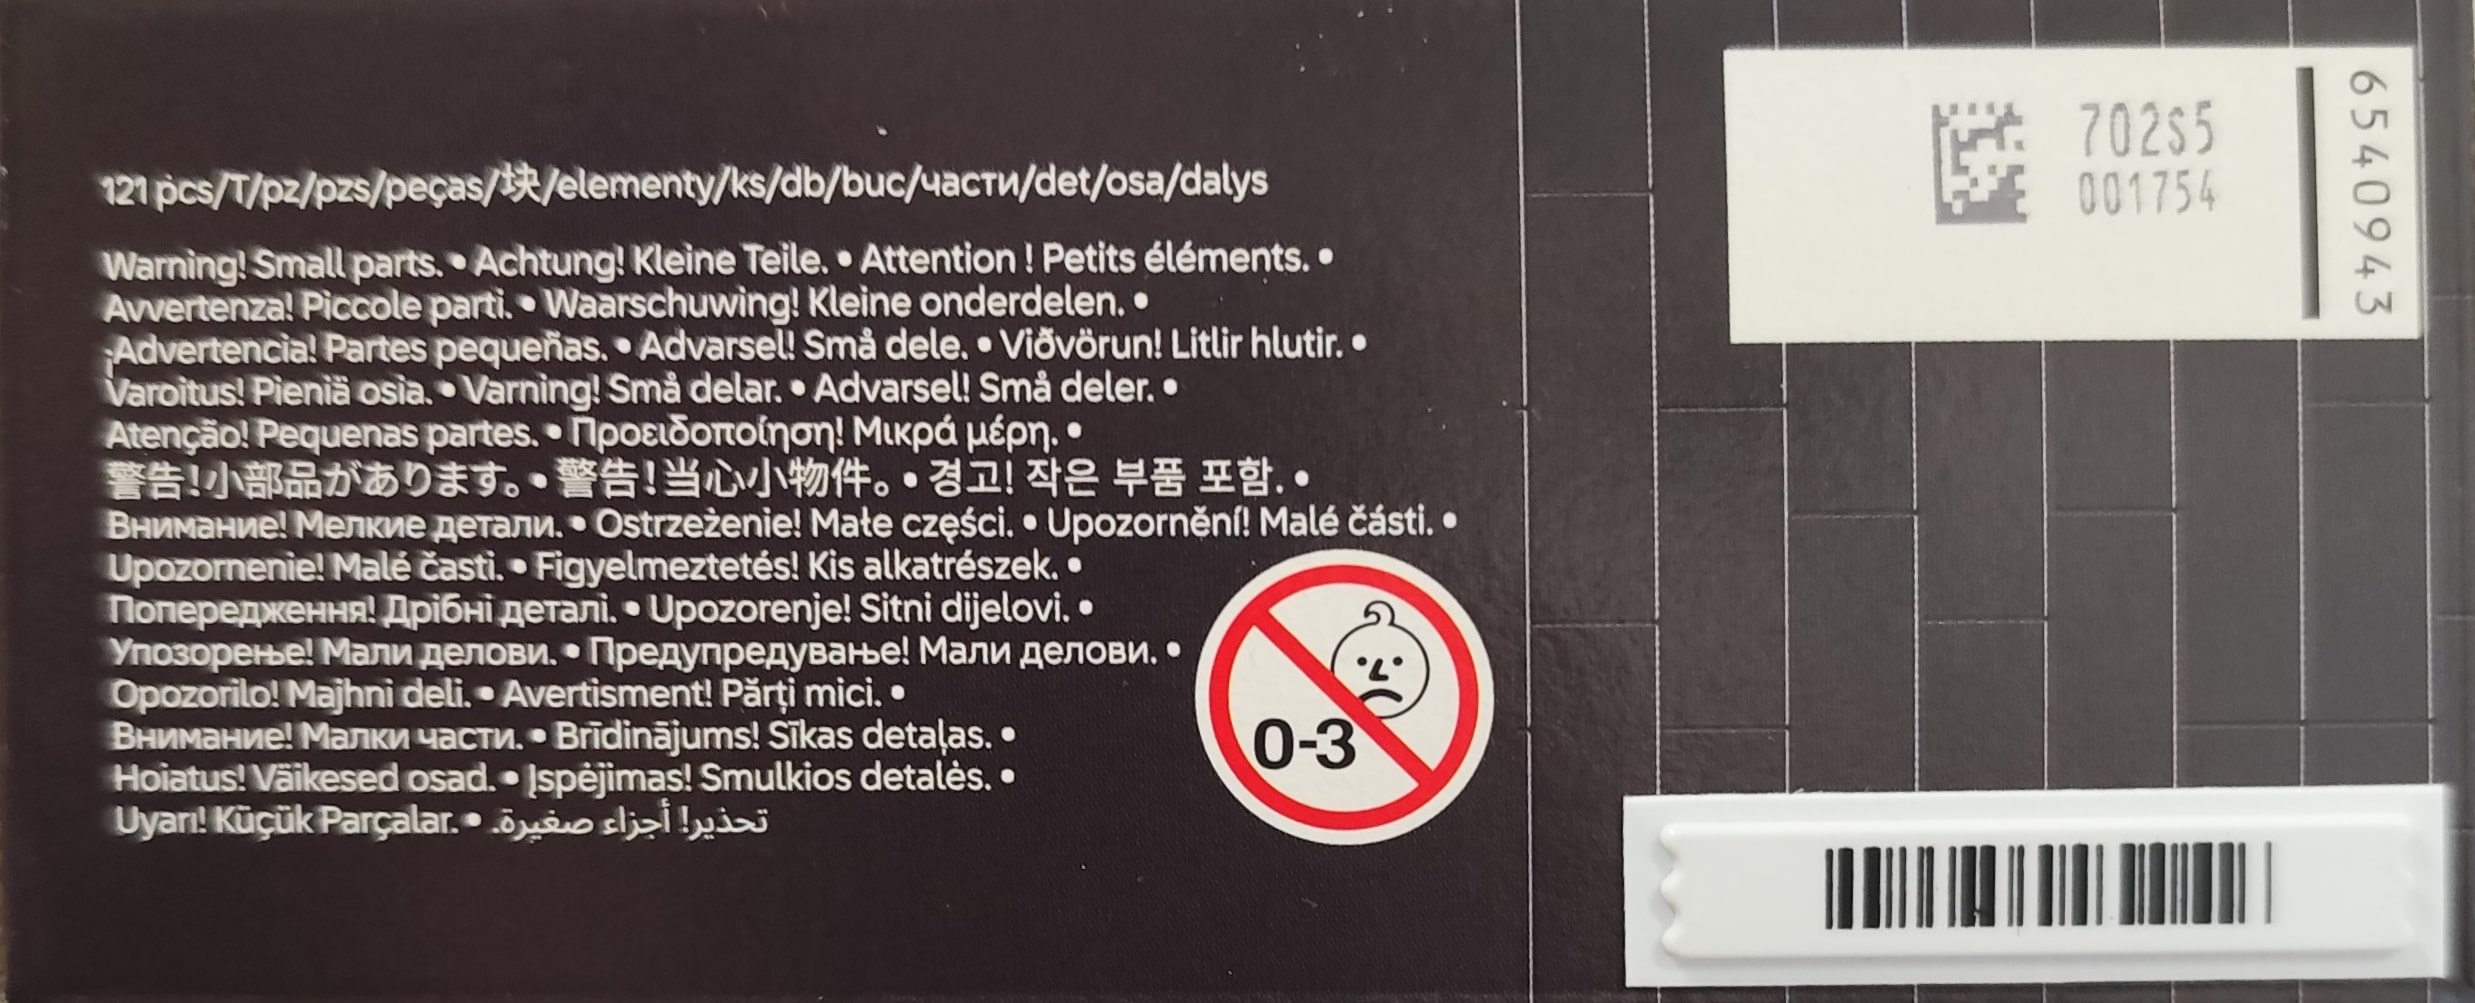 121 pcs/T/pz/pzs/peças/块/elementy/ks/db/buc/части/det/osa/dalys
Warning! Small parts. • Achtung! Kleine Teile. • Attention ! Petits éléments. •
Avvertenza! Piccole parti. • Waarschuwing! Kleine onderdelen. •
¡Advertencia! Partes pequeñas. • Advarsel! Små dele. • Viðvörun! Litlir hlutir. •
Varoitus! Pieniä osia. • Varning! Små delar. • Advarsel! Små deler. •
Atenção! Pequenas partes. • Προειδοποίηση! Μικρά μέρη. •
警告!小部品があります。• 警告!当心小物件。• 경고! 작은 부품 포함. •
Внимание! Мелкие детали. • Ostrzeżenie! Małe części. • Upozornění! Malé části. •
Upozornenie! Malé časti. • Figyelmeztetés! Kis alkatrészek. •
Попередження! Дрібні деталі. • Upozorenje! Sitni dijelovi. •
Упозорење! Мали делови. • Предупредување! Мали делови. •
Opozorilo! Majhni deli. • Avertisment! Părți mici. •
Внимание! Малки части. • Brīdinājums! Sīkas detaļas. •
Hoiatus! Väikesed osad. • Įspėjimas! Smulkios detalės. •
Uyarı! Küçük Parçalar. • تحذير! أجزاء صغيرة.
0-3
702S5
001754
6540943